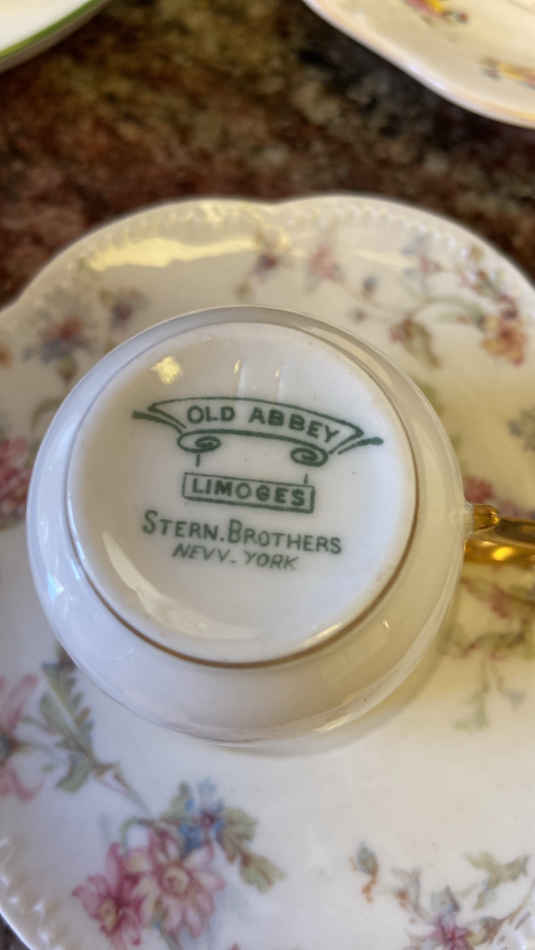 OLD ABBEY
LIMOGES
STERN.BROTHERS
NEVV-YORK